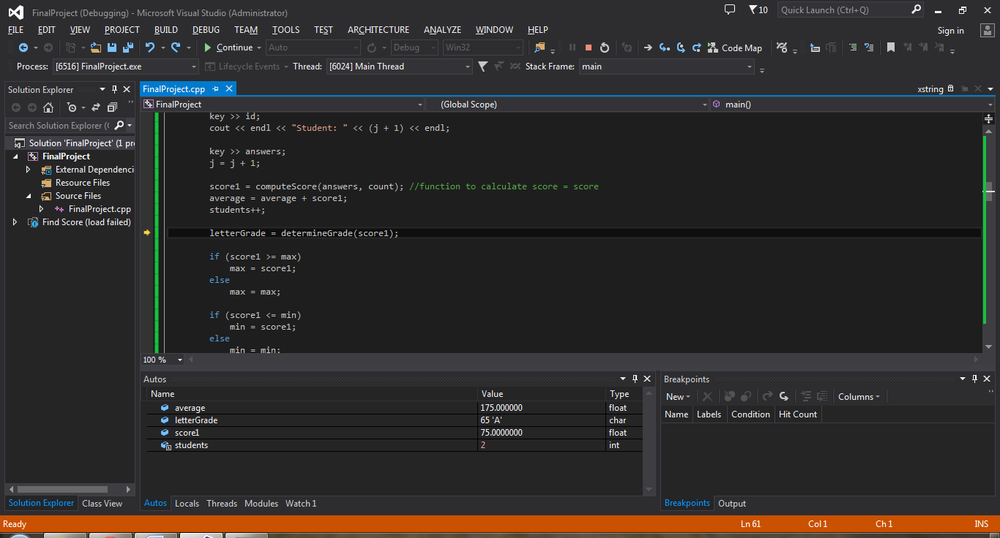 FinalProject (Debugging) - Microsoft Visual Studio (Administrator)
10
Quick Launch (Ctrl+Q)
FILE EDIT VIEW PROJECT BUILD DEBUG TEAM TOOLS TEST ARCHITECTURE ANALYZE WINDOW HELP
Sign in
Continue Auto Debug Win32 Code Map
Process: [6516] FinalProject.exe Lifecycle Events Thread: [6024] Main Thread Stack Frame: main
Solution Explorer
Search Solution Explorer (
Solution 'FinalProject' (1 pr
FinalProject
External Dependenci
Resource Files
Source Files
FinalProject.cpp
Find Score (load failed)
Solution Explorer Class View
FinalProject.cpp
xstring
FinalProject (Global Scope) main()
key >> id;
cout << endl << "Student: " << (j + 1) << endl;
key >> answers;
j = j + 1;
score1 = computeScore(answers, count); //function to calculate score = score
average = average + score1;
students++;
letterGrade = determineGrade(score1);
if (score1 >= max)
max = score1;
else
max = max;
if (score1 <= min)
min = score1;
else
min = min;
100 %
Autos
Name Value Type
average 175.000000 float
letterGrade 65 'A' char
score1 75.0000000 float
students 2 int
Autos Locals Threads Modules Watch 1
Breakpoints
New Columns
Name Labels Condition Hit Count
Breakpoints Output
Ready Ln 61 Col 1 Ch 1 INS